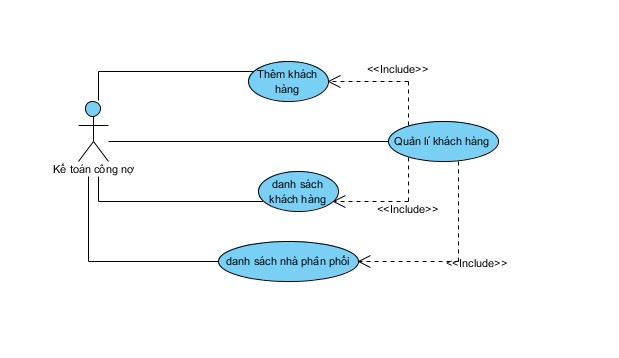 <<Include>>
Thêm khách
hàng
Quản lí khách hàng
Kế toán công nợ
danh sách
khách hàng
<<Include>>
danh sách nhà phân phối
<<Include>>